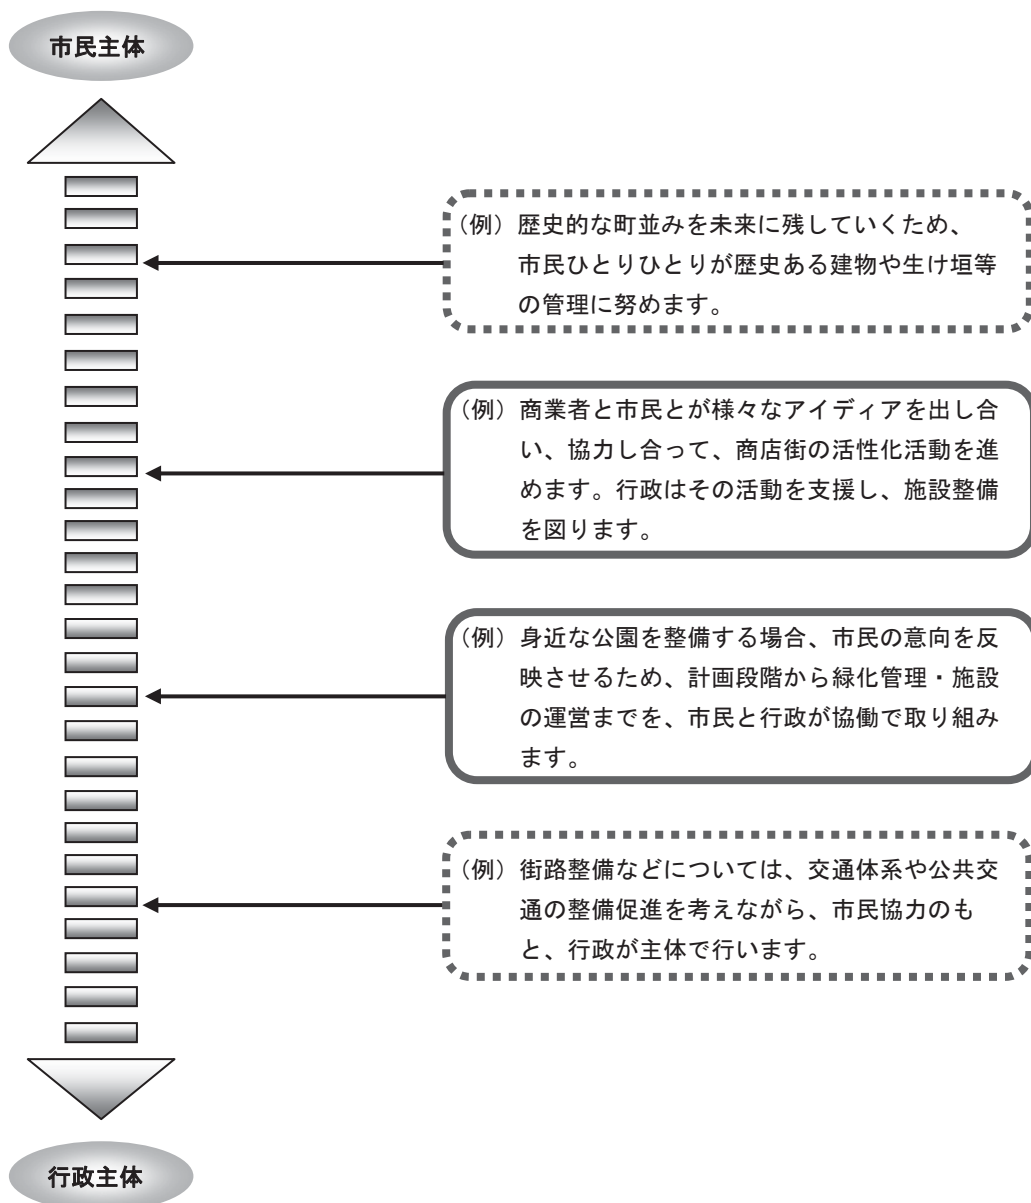 市民主体
（例）歴史的な町並みを未来に残していくため、
市民ひとりひとりが歴史ある建物や生け垣等
の管理に努めます。
（例）商業者と市民とが様々なアイディアを出し合
い、協力し合って、商店街の活性化活動を進
めます。行政はその活動を支援し、施設整備
を図ります。
（例）身近な公園を整備する場合、市民の意向を反
映させるため、計画段階から緑化管理・施設
の運営までを、市民と行政が協働で取り組み
ます。
（例）街路整備などについては、交通体系や公共交
通の整備促進を考えながら、市民協力のも
と、行政が主体で行います。
行政主体